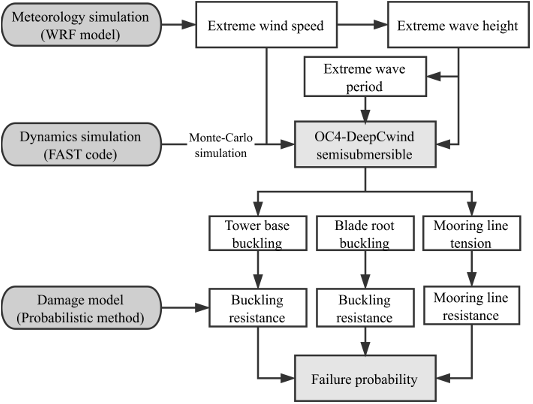 Meteorology simulation
(WRF model)
Extreme wind speed
Extreme wave height
Extreme wave
period
Dynamics simulation
(FAST code)
Monte-Carlo
simulation
OC4-DeepCwind
semisubmersible
Tower base
buckling
Blade root
buckling
Mooring line
tension
Damage model
(Probabilistic method)
Buckling
resistance
Buckling
resistance
Mooring line
resistance
Failure probability